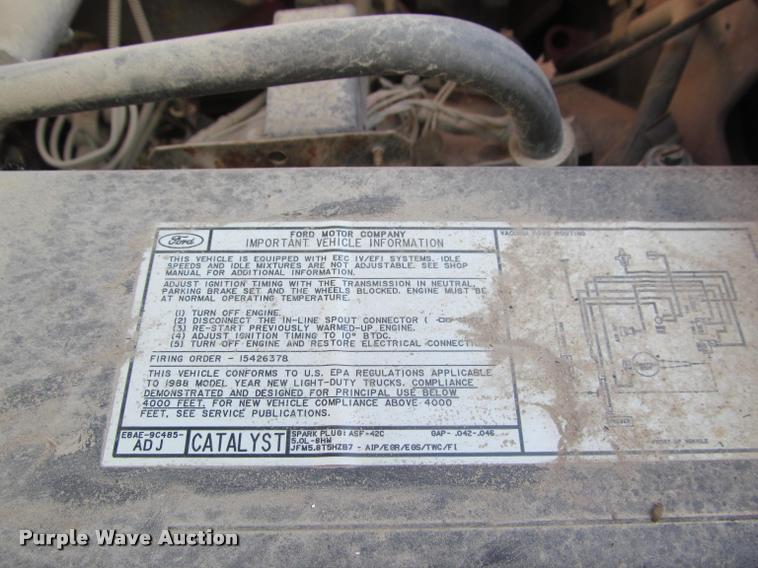 Ford
FORD MOTOR COMPANY
IMPORTANT VEHICLE INFORMATION
THIS VEHICLE IS EQUIPPED WITH EEC IV/EFI SYSTEMS. IDLE
SPEEDS AND IDLE MIXTURES ARE NOT ADJUSTABLE. SEE SHOP
MANUAL FOR ADDITIONAL INFORMATION.
ADJUST IGNITION TIMING WITH THE TRANSMISSION IN NEUTRAL,
PARKING BRAKE SET AND THE WHEELS BLOCKED. ENGINE MUST BE
AT NORMAL OPERATING TEMPERATURE.
(1) TURN OFF ENGINE.
(2) DISCONNECT THE IN-LINE SPOUT CONNECTOR (
(3) RE-START PREVIOUSLY WARMED-UP ENGINE.
(4) ADJUST IGNITION TIMING TO 10° BTDC.
(5) TURN OFF ENGINE AND RESTORE ELECTRICAL CONNECTI
FIRING ORDER - 15426378
THIS VEHICLE CONFORMS TO U.S. EPA REGULATIONS APPLICABLE
TO 1988 MODEL YEAR NEW LIGHT-DUTY TRUCKS. COMPLIANCE
DEMONSTRATED AND DESIGNED FOR PRINCIPAL USE BELOW
4000 FEET. FOR NEW VEHICLE COMPLIANCE ABOVE 4000
FEET, SEE SERVICE PUBLICATIONS.
E8AE-9C485-
ADJ
CATALYST
SPARK PLUG: ASF-42C GAP- .042-.046
5.0L-8HW
JFM5.8T5HZB7 - AIP/EGR/EGS/TWC/FI
VACUUM HOSE ROUTING
Purple Wave Auction